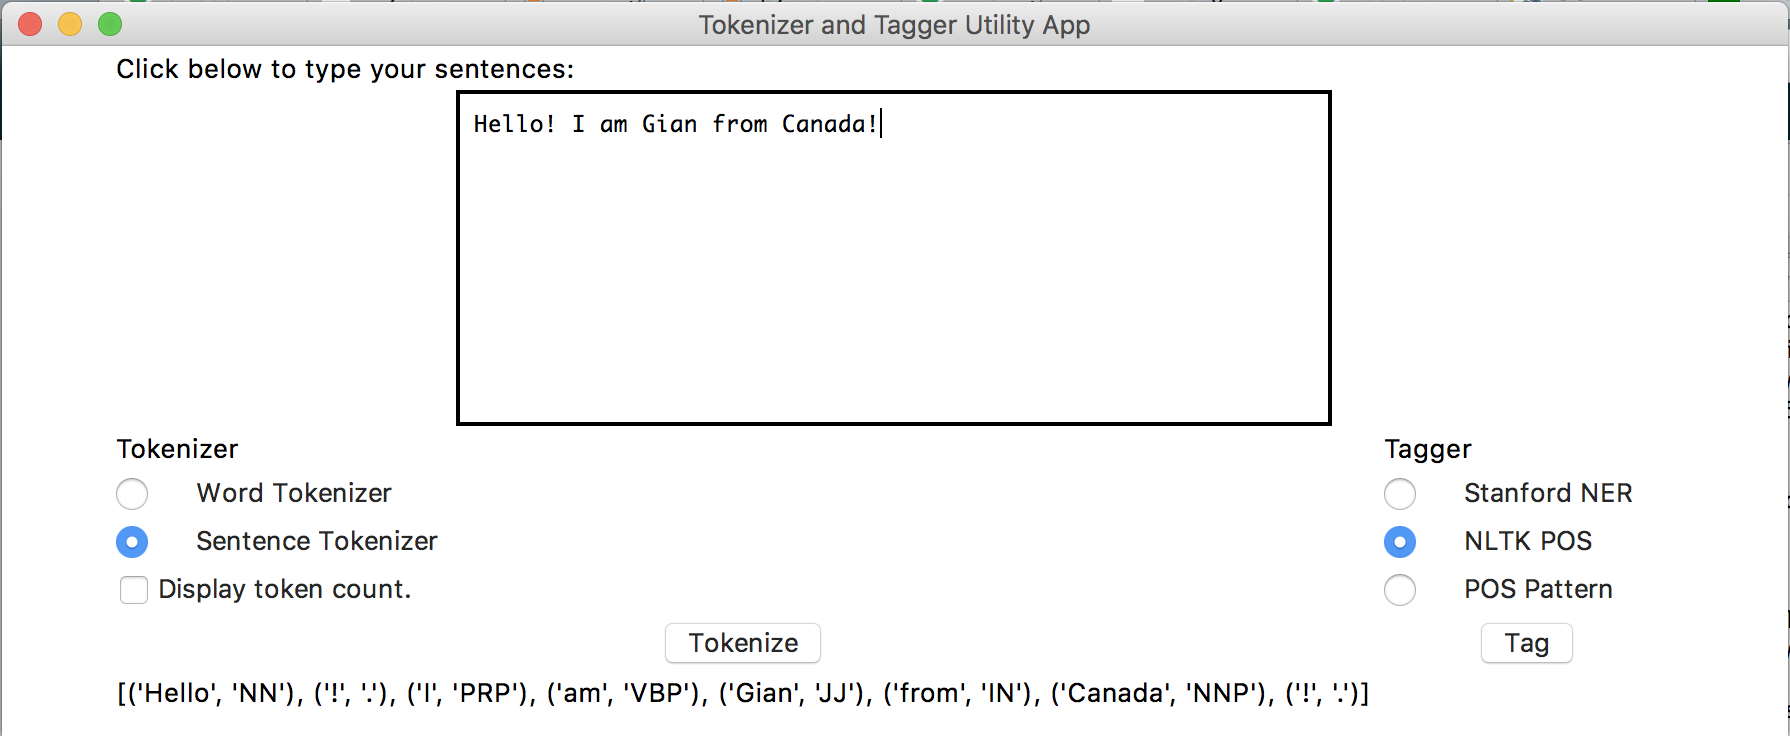 Tokenizer and Tagger Utility App
Click below to type your sentences:
Hello! I am Gian from Canada!
Tokenizer
Word Tokenizer
Sentence Tokenizer
Display token count.
Tagger
Stanford NER
NLTK POS
POS Pattern
Tokenize
Tag
[('Hello', 'NN'), ('!', '.'), ('I', 'PRP'), ('am', 'VBP'), ('Gian', 'JJ'), ('from', 'IN'), ('Canada', 'NNP'), ('!', '.')]